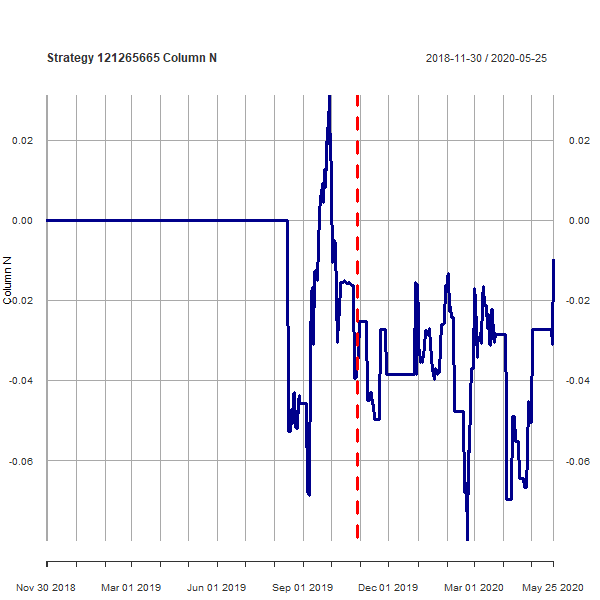 Strategy 121265665 Column N
2018-11-30 / 2020-05-25
0.02
0.02
0.00
0.00
-0.02
-0.02
-0.04
-0.04
-0.06
-0.06
Column N
Nov 30 2018
Mar 01 2019
Jun 01 2019
Sep 01 2019
Dec 01 2019
Mar 01 2020
May 25 2020